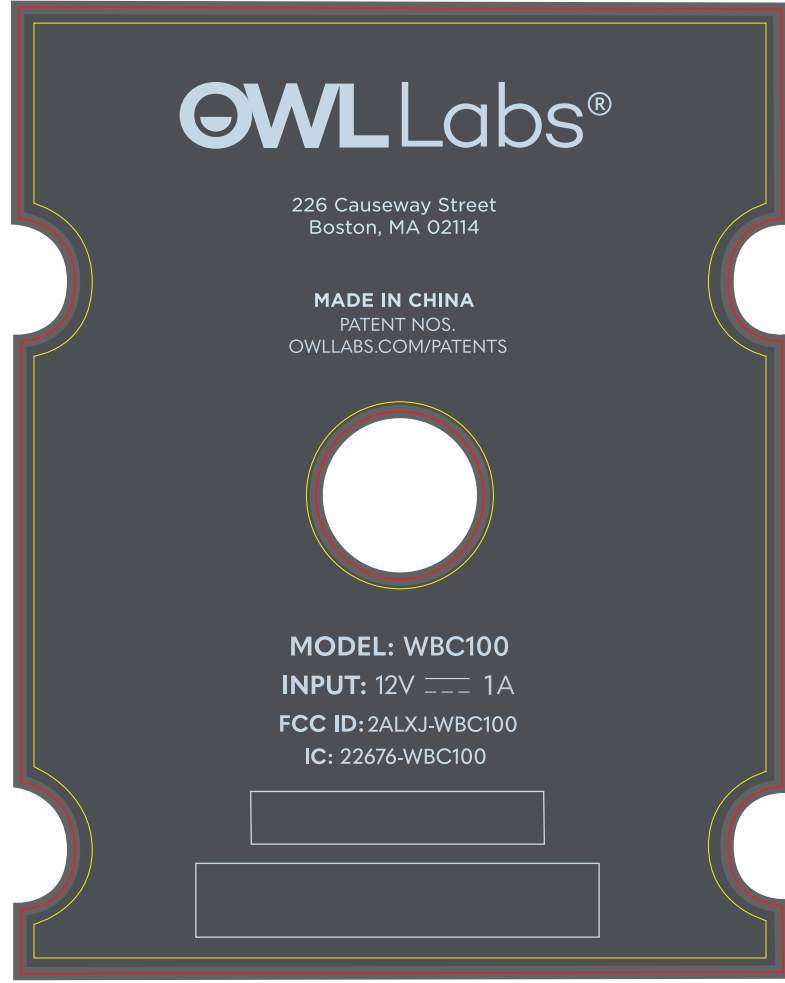 OWL Labs®
226 Causeway Street
Boston, MA 02114
MADE IN CHINA
PATENT NOS.
OWLLABS.COM/PATENTS
MODEL: WBC100
INPUT: 12V ⎓ 1A
FCC ID: 2ALXJ-WBC100
IC: 22676-WBC100